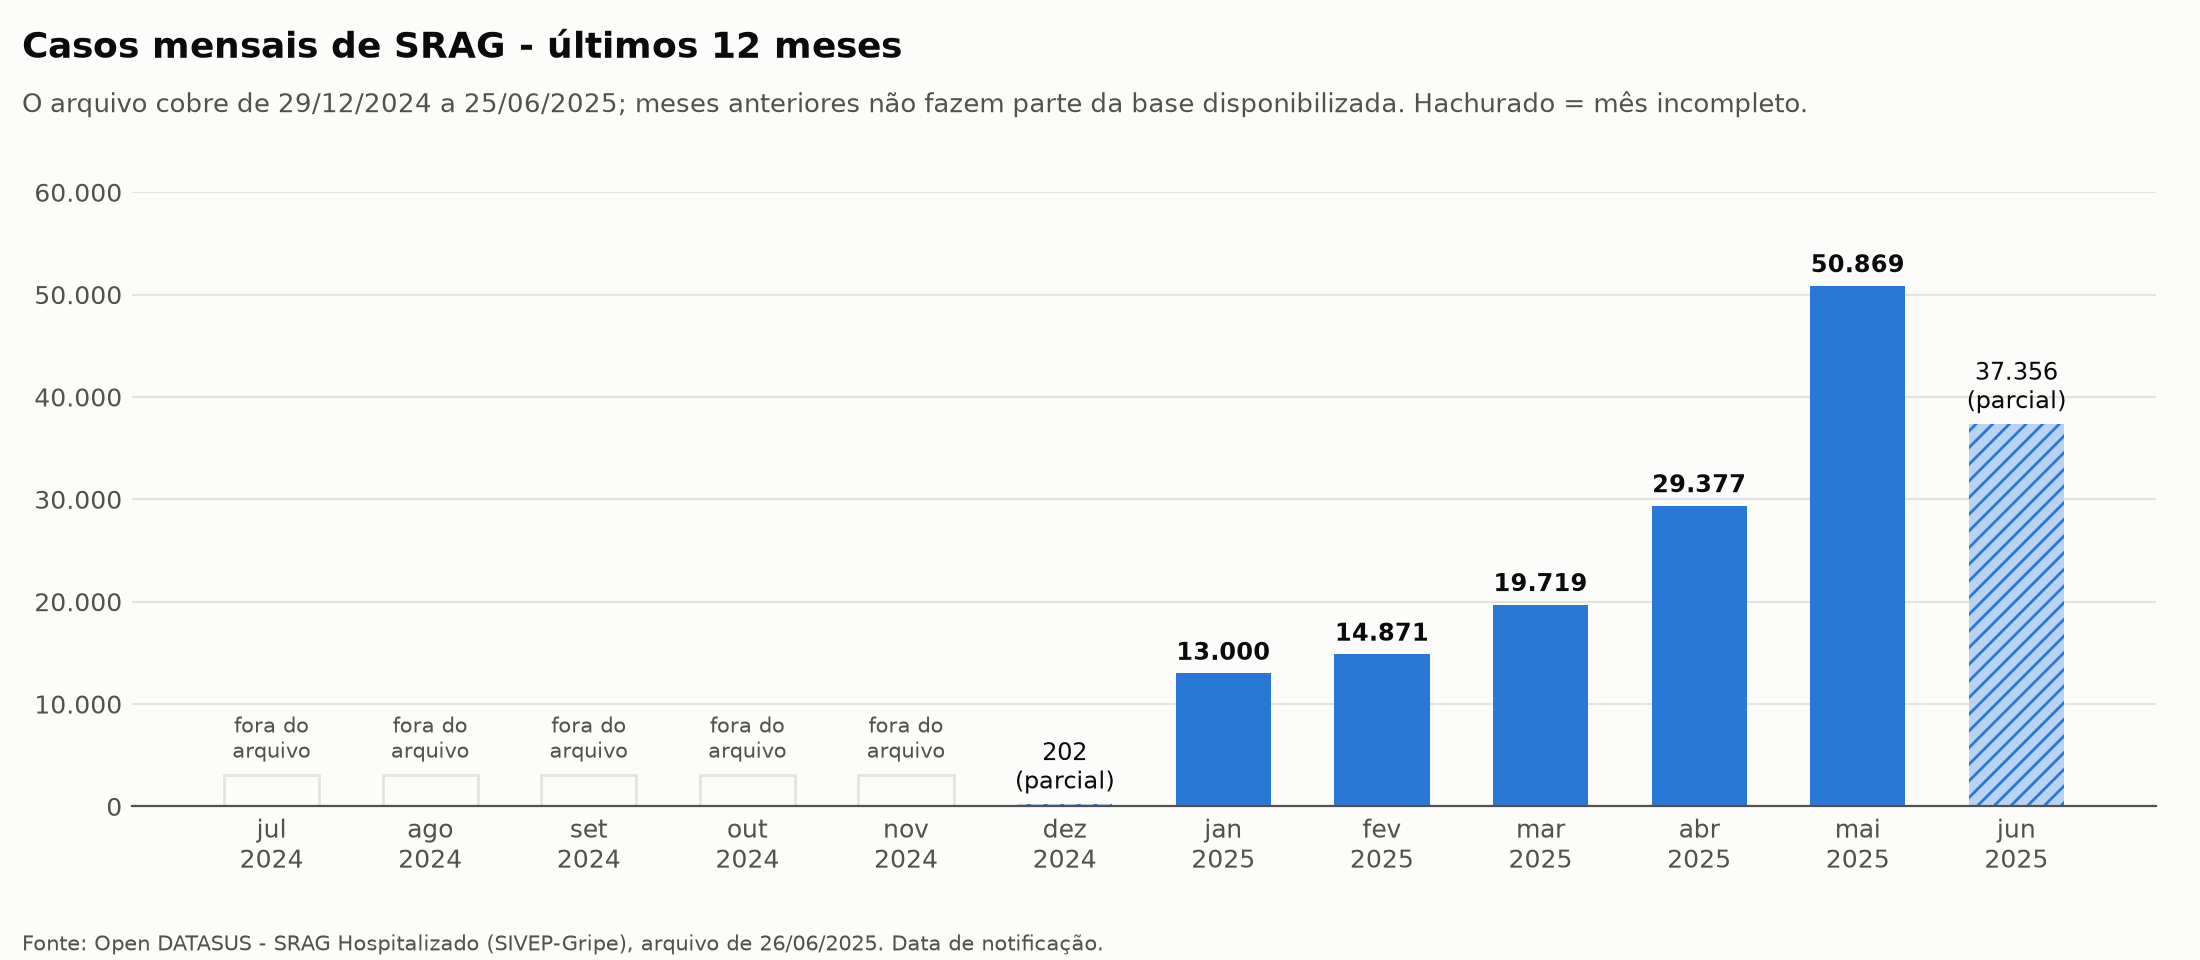 Casos mensais de SRAG - últimos 12 meses
O arquivo cobre de 29/12/2024 a 25/06/2025; meses anteriores não fazem parte da base disponibilizada. Hachurado = mês incompleto.
60.000
50.000
40.000
30.000
20.000
10.000
0
fora do
arquivo
fora do
arquivo
fora do
arquivo
fora do
arquivo
fora do
arquivo
202
(parcial)
13.000
14.871
19.719
29.377
50.869
37.356
(parcial)
jul
2024
ago
2024
set
2024
out
2024
nov
2024
dez
2024
jan
2025
fev
2025
mar
2025
abr
2025
mai
2025
jun
2025
Fonte: Open DATASUS - SRAG Hospitalizado (SIVEP-Gripe), arquivo de 26/06/2025. Data de notificação.